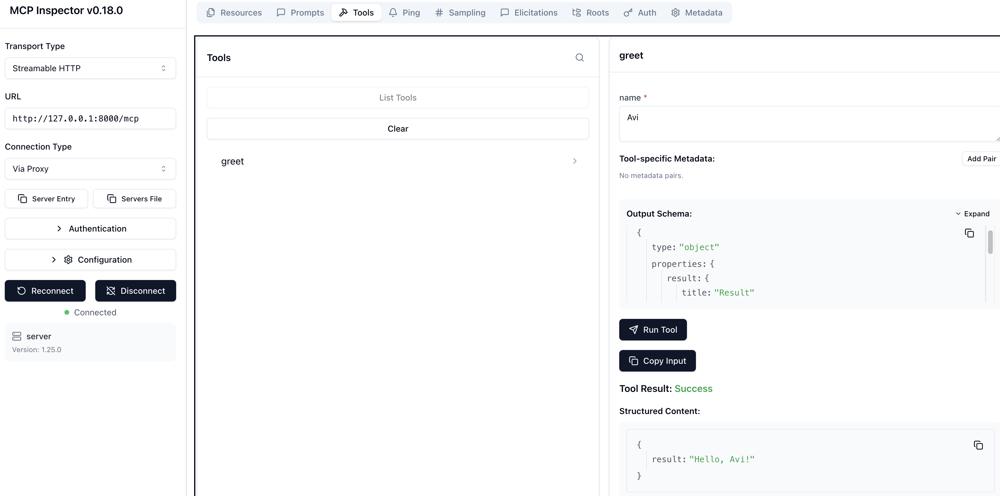 MCP Inspector v0.18.0
Transport Type
Streamable HTTP
URL
http://127.0.0.1:8000/mcp
Connection Type
Via Proxy
Server Entry
Servers File
Authentication
Configuration
Reconnect
Disconnect
Connected
server
Version: 1.25.0
Resources
Prompts
Tools
Ping
Sampling
Elicitations
Roots
Auth
Metadata
Tools
List Tools
Clear
greet
greet
name *
Avi
Tool-specific Metadata:
Add Pair
No metadata pairs.
Output Schema:
Expand
{
type: "object"
properties: {
result: {
title: "Result"
Run Tool
Copy Input
Tool Result: Success
Structured Content:
{
result: "Hello, Avi!"
}